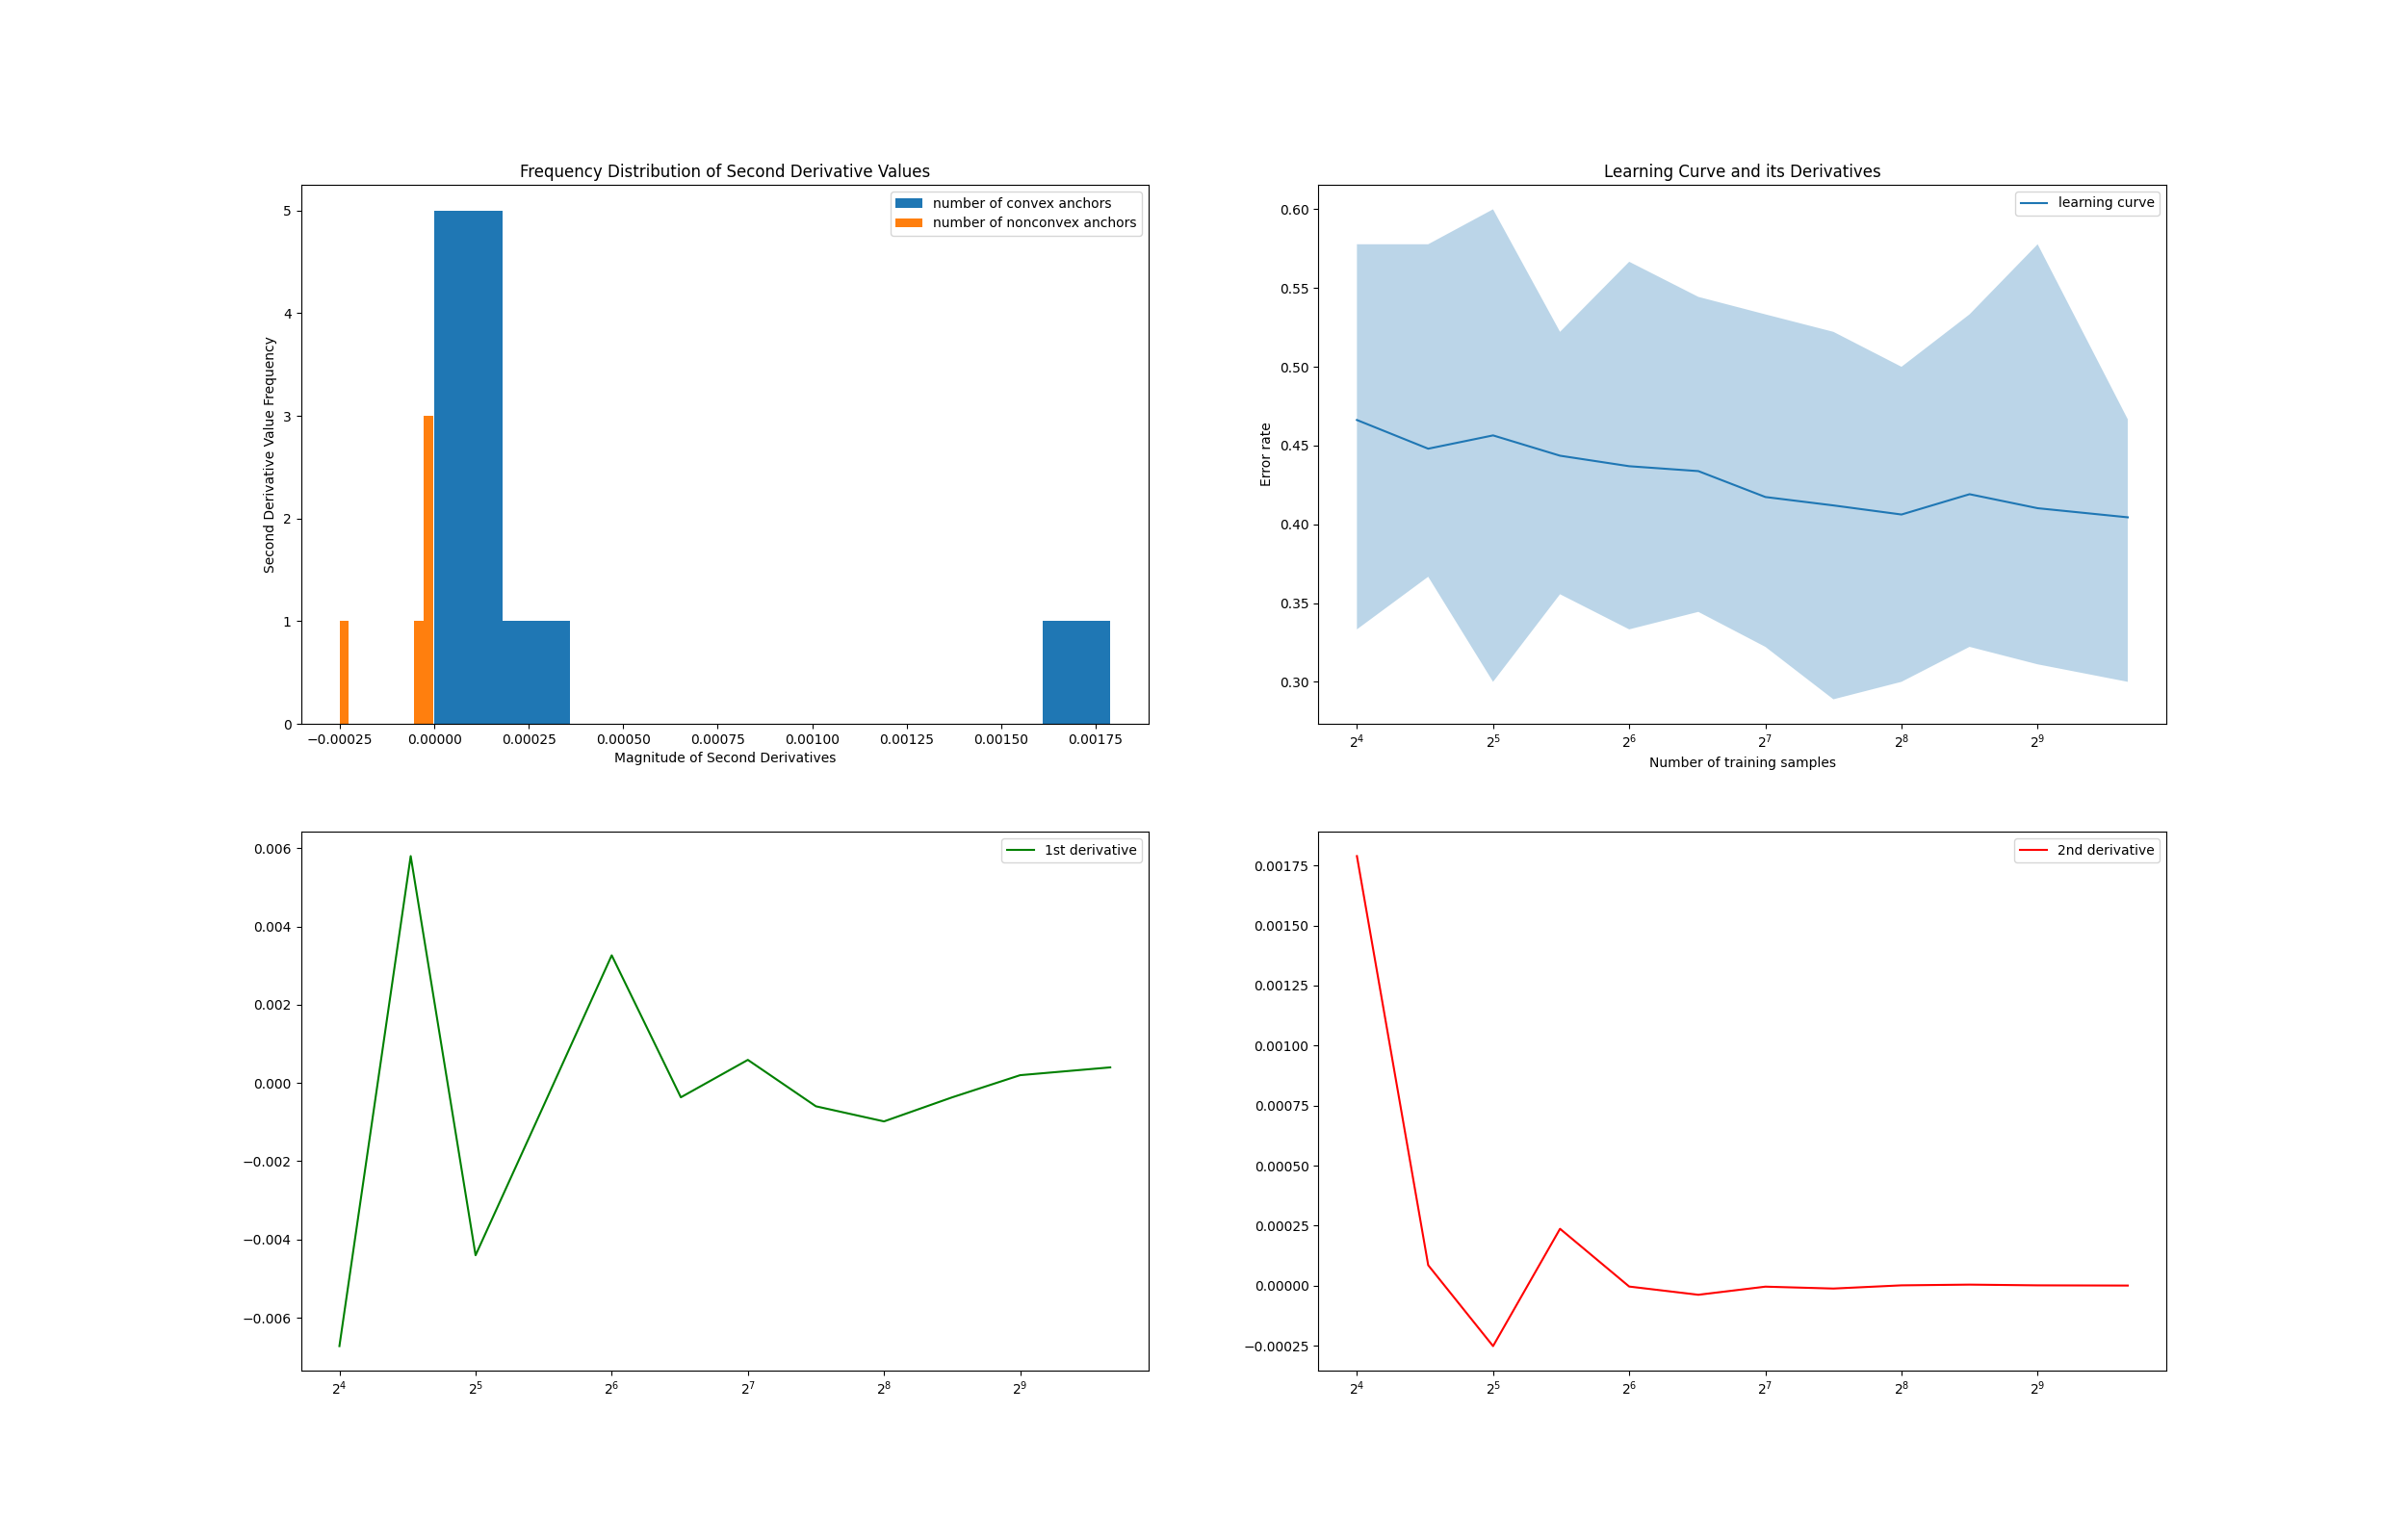 Frequency Distribution of Second Derivative Values
number of convex anchors
number of nonconvex anchors
5
4
3
2
1
0
Second Derivative Value Frequency
−0.00025 0.00000 0.00025 0.00050 0.00075 0.00100 0.00125 0.00150 0.00175
Magnitude of Second Derivatives
Learning Curve and its Derivatives
learning curve
0.60
0.55
0.50
0.45
0.40
0.35
0.30
Error rate
2⁴ 2⁵ 2⁶ 2⁷ 2⁸ 2⁹
Number of training samples
1st derivative
0.006
0.004
0.002
0.000
−0.002
−0.004
−0.006
2⁴ 2⁵ 2⁶ 2⁷ 2⁸ 2⁹
2nd derivative
0.00175
0.00150
0.00125
0.00100
0.00075
0.00050
0.00025
0.00000
−0.00025
2⁴ 2⁵ 2⁶ 2⁷ 2⁸ 2⁹